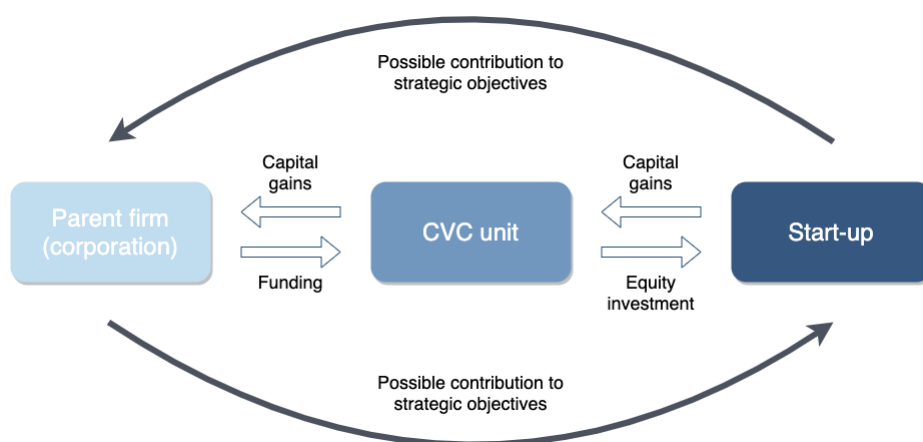 Possible contribution to
strategic objectives
Capital
gains
Capital
gains
Parent firm
(corporation)
CVC unit
Start-up
Funding
Equity
investment
Possible contribution to
strategic objectives